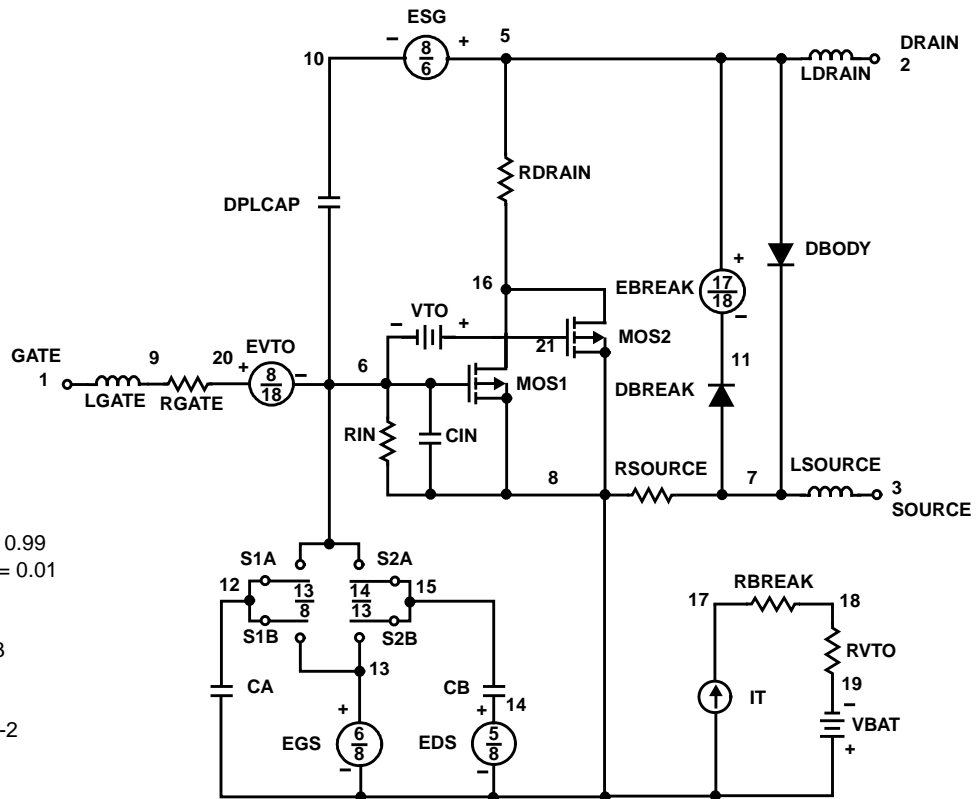 ESG
− 8/6 +
10
5
DRAIN
2
LDRAIN
RDRAIN
DPLCAP
DBODY
16
EBREAK
+
17/18
−
VTO
− +
21
MOS2
11
GATE
1
9
20
EVTO
+ 8/18 −
6
MOS1
DBREAK
LGATE
RGATE
RIN
CIN
8
RSOURCE
7
LSOURCE
3
SOURCE
0.99
= 0.01
S1A
S2A
12
13/8
14/13
15
S1B
S2B
RBREAK
17
18
3
13
RVTO
CA
CB
14
IT
19
-2
+
EGS
6/8
−
+
EDS
5/8
−
−
VBAT
+